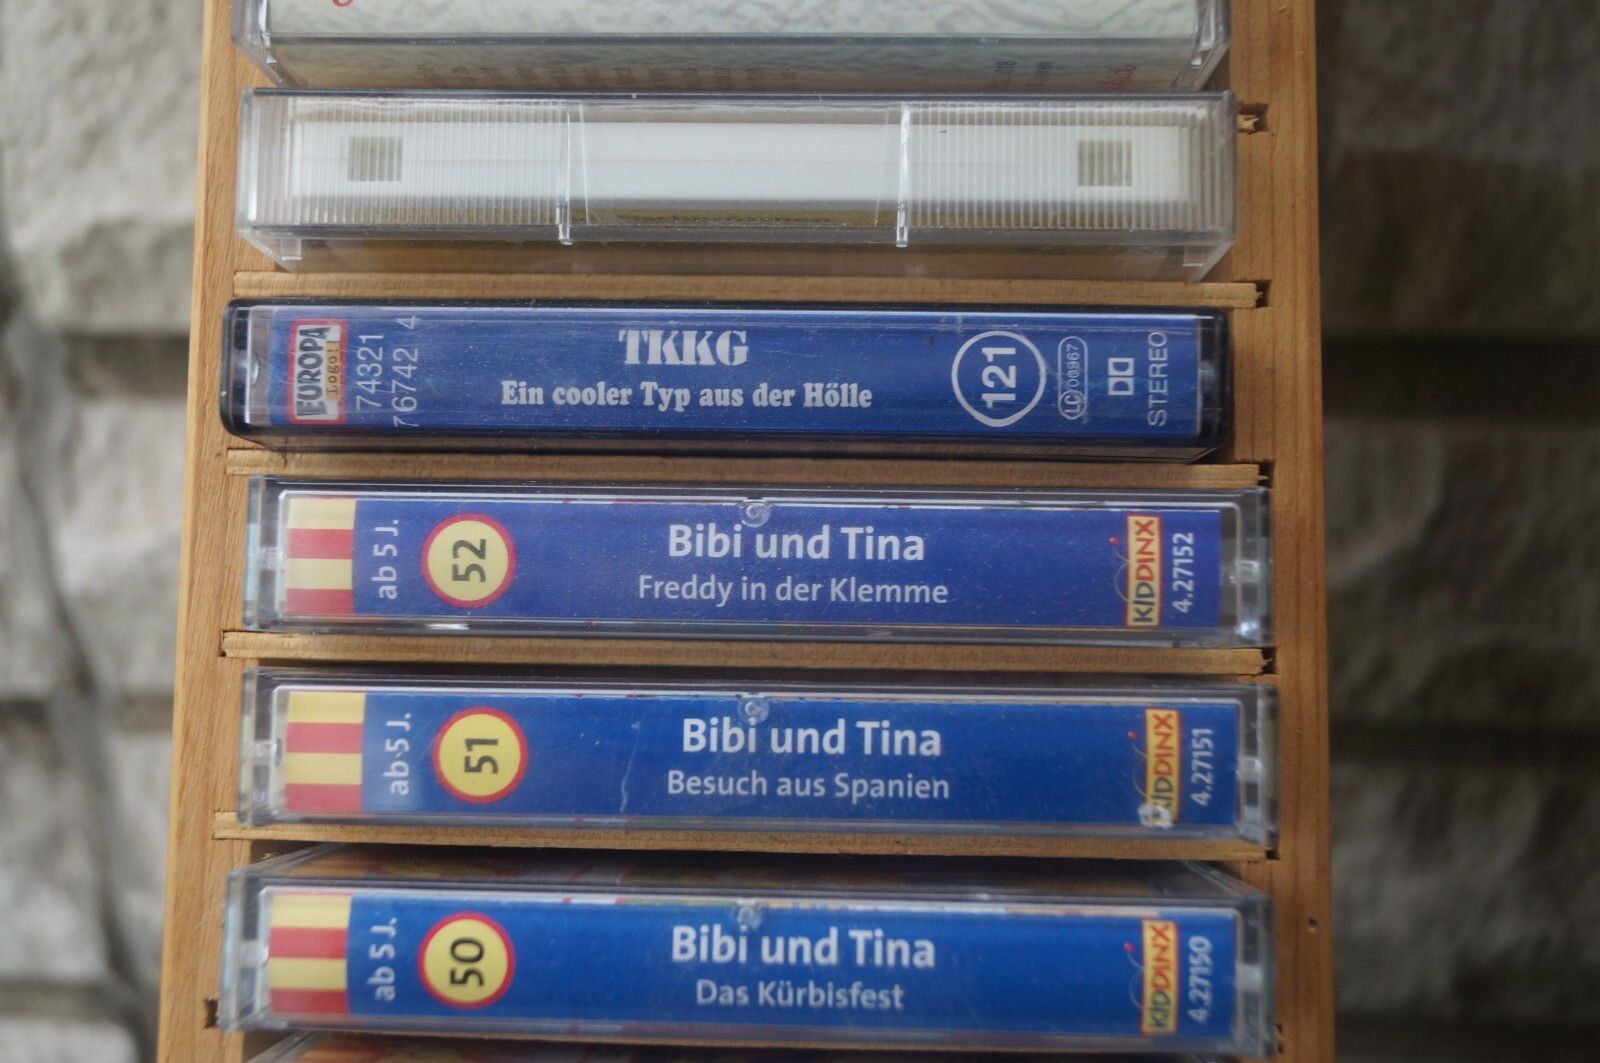 EUROPA
Logo!
74321
76742 4
TKKG
Ein cooler Typ aus der Hölle
121
LC 00967
STEREO
ab 5 J.
52
Bibi und Tina
Freddy in der Klemme
KIDDINX
4.27152
ab 5 J.
51
Bibi und Tina
Besuch aus Spanien
KIDDINX
4.27151
ab 5 J.
50
Bibi und Tina
Das Kürbisfest
KIDDINX
4.27150